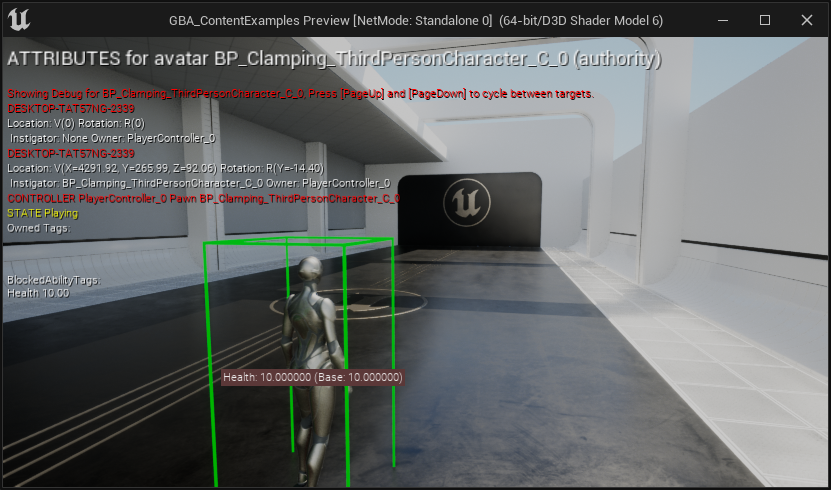 GBA_ContentExamples Preview [NetMode: Standalone 0] (64-bit/D3D Shader Model 6)
ATTRIBUTES for avatar BP_Clamping_ThirdPersonCharacter_C_0 (authority)
Showing Debug for BP_Clamping_ThirdPersonCharacter_C_0, Press [PageUp] and [PageDown] to cycle between targets.
DESKTOP-TAT57NG-2339
Location: V(0) Rotation: R(0)
Instigator: None Owner: PlayerController_0
DESKTOP-TAT57NG-2339
Location: V(X=4291.92, Y=265.99, Z=92.06) Rotation: R(Y=-14.40)
Instigator: BP_Clamping_ThirdPersonCharacter_C_0 Owner: PlayerController_0
CONTROLLER PlayerController_0 Pawn BP_Clamping_ThirdPersonCharacter_C_0
STATE Playing
Owned Tags:
BlockedAbilityTags:
Health 10.00
Health: 10.000000 (Base: 10.000000)